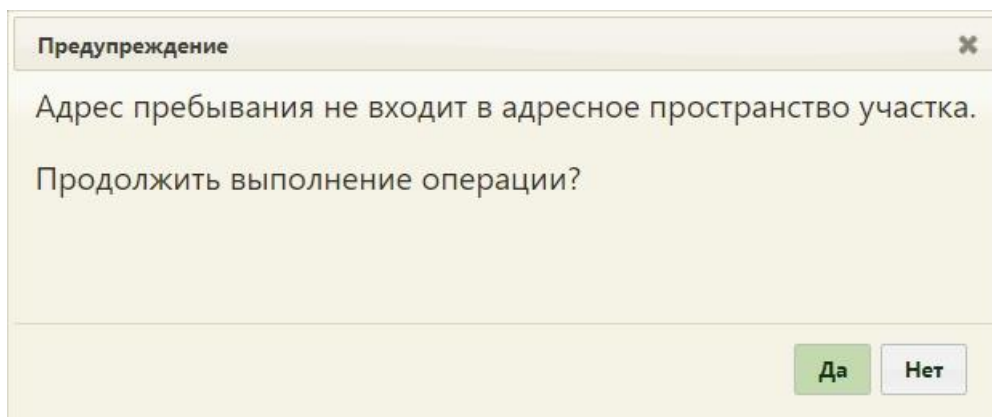 Предупреждение
Адрес пребывания не входит в адресное пространство участка.
Продолжить выполнение операции?
Да
Нет